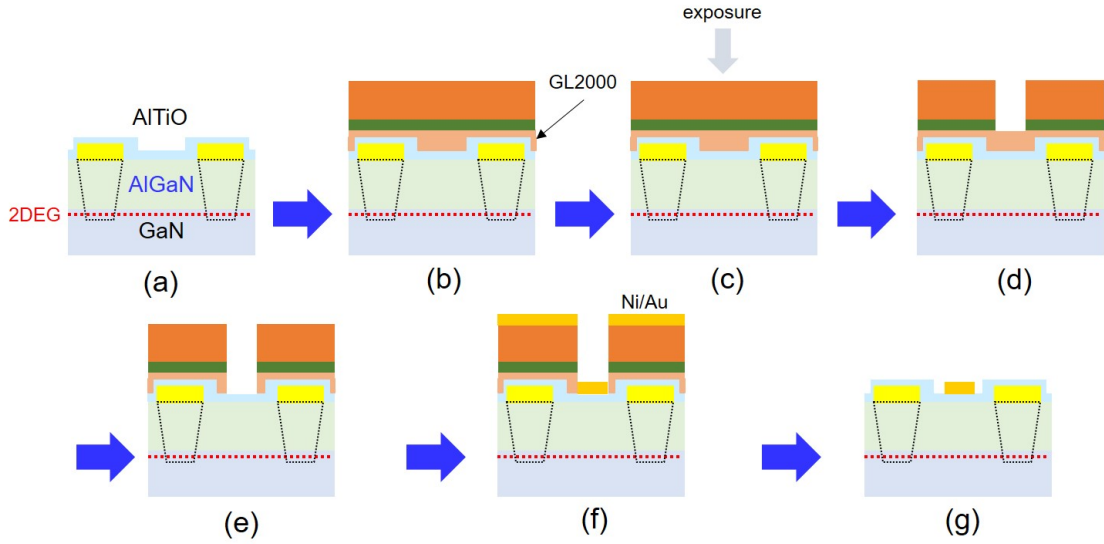 exposure
GL2000
AlTiO
AlGaN
2DEG
GaN
(a)
(b)
(c)
(d)
Ni/Au
(e)
(f)
(g)